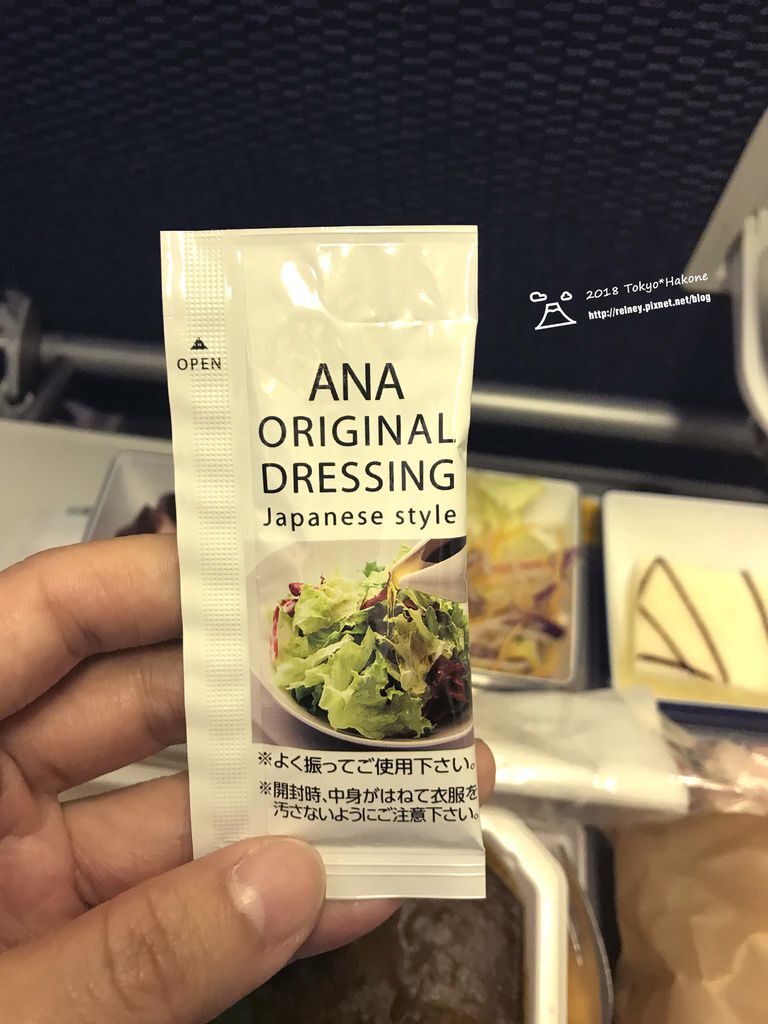 2018 Tokyo*Hakone
http://relney.pixnet.net/blog
OPEN
ANA
ORIGINAL
DRESSING
Japanese style
※よく振ってご使用下さい。
※開封時、中身がはねて衣服を
汚さないようにご注意下さい。